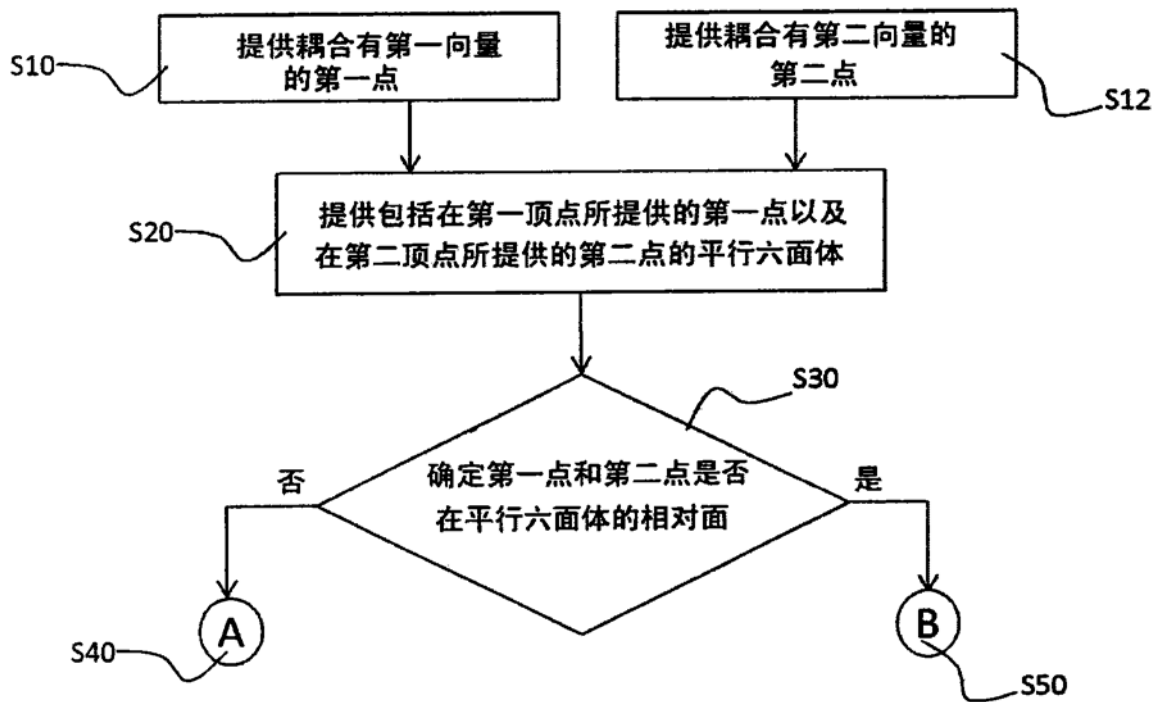 提供耦合有第一向量
的第一点
S10
提供耦合有第二向量的
第二点
S12
提供包括在第一顶点所提供的第一点以及
在第二顶点所提供的第二点的平行六面体
S20
S30
确定第一点和第二点是否
在平行六面体的相对面
否
是
A
S40
B
S50